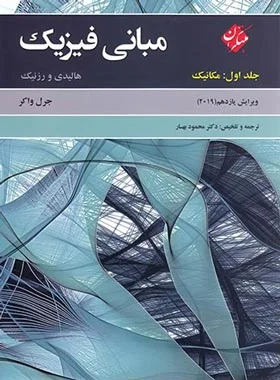 مبتکران
مبانی فیزیک
هالیدی و رزنیک
جرل واکر
جلد اول: مکانیک
ویرایش یازدهم (۲۰۱۹)
ترجمه و تلخیص: دکتر محمود بهار